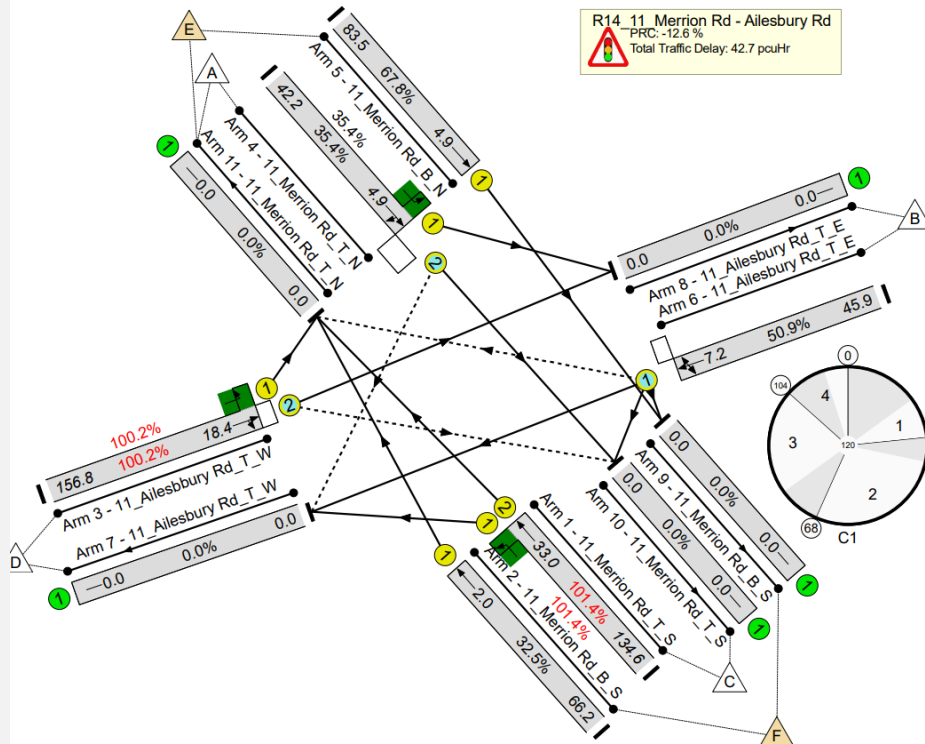 R14_11_Merrion Rd - Ailesbury Rd
PRC: -12.6 %
Total Traffic Delay: 42.7 pcuHr
E
A
83.5
67.8%
4.9
Arm 5 - 11_Merrion Rd_B_N
1
42.2
35.4%
35.4%
4.9
Arm 4 - 11_Merrion Rd_T_N
1
2
1
Arm 11 - 11_Merrion Rd_T_N
0.0
0.0%
0.0
1
B
0.0
0.0%
0.0
Arm 8 - 11_Ailesbury Rd_T_E
Arm 6 - 11_Ailesbury Rd_T_E
7.2
50.9%
45.9
1
0
104
4
1
3
120
2
68
C1
1
2
100.2%
100.2%
18.4
156.8
Arm 3 - 11_Ailesbbury Rd_T_W
Arm 7 - 11_Ailesbury Rd_T_W
D
0.0
0.0%
0.0
1
2
1
1
33.0
101.4%
101.4%
134.6
Arm 1 - 11_Merrion Rd_T_S
Arm 2 - 11_Merrion Rd_B_S
2.0
32.5%
66.2
0.0
0.0%
0.0
Arm 9 - 11_Merrion Rd_B_S
1
0.0
0.0%
0.0
Arm 10 - 11_Merrion Rd_T_S
1
C
F